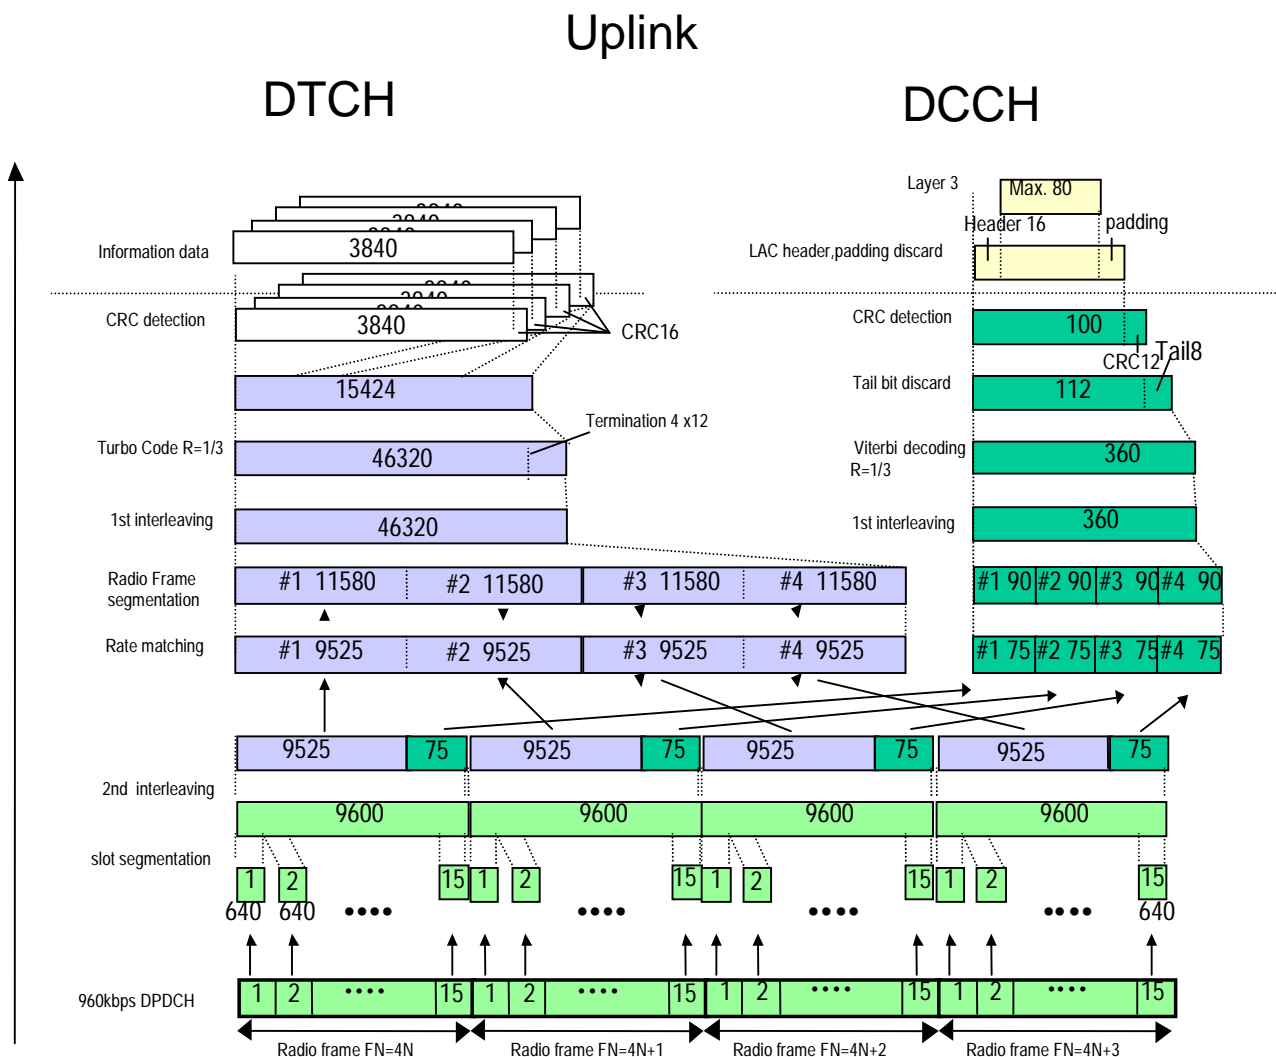 Uplink
DTCH
DCCH
Layer 3
Max. 80
Header 16
padding
3840
3840
3840
Information data
3840
LAC header,padding discard
3840
3840
3840
CRC detection
3840
CRC16
CRC detection
100
CRC12
Tail8
15424
Tail bit discard
112
Termination 4 x12
Turbo Code R=1/3
46320
Viterbi decoding
R=1/3
360
1st interleaving
46320
1st interleaving
360
Radio Frame
segmentation
#1 11580
#2 11580
#3 11580
#4 11580
#1 90
#2 90
#3 90
#4 90
Rate matching
#1 9525
#2 9525
#3 9525
#4 9525
#1 75
#2 75
#3 75
#4 75
9525
75
9525
75
9525
75
9525
75
2nd interleaving
9600
9600
9600
9600
slot segmentation
1
2
15
1
2
15
1
2
15
1
2
15
640
640
••••
••••
••••
••••
640
960kbps DPDCH
1
2
••••
15
1
2
••••
15
1
2
••••
15
1
2
••••
15
Radio frame FN=4N
Radio frame FN=4N+1
Radio frame FN=4N+2
Radio frame FN=4N+3